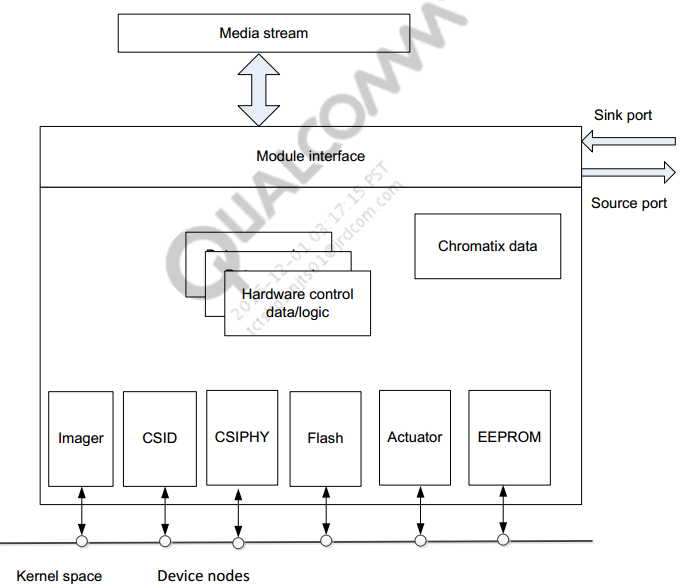 Media stream
QUALCOMM
Sink port
Module interface
Source port
Chromatix data
Hardware control
data/logic
Imager
CSID
CSIPHY
Flash
Actuator
EEPROM
Kernel space
Device nodes